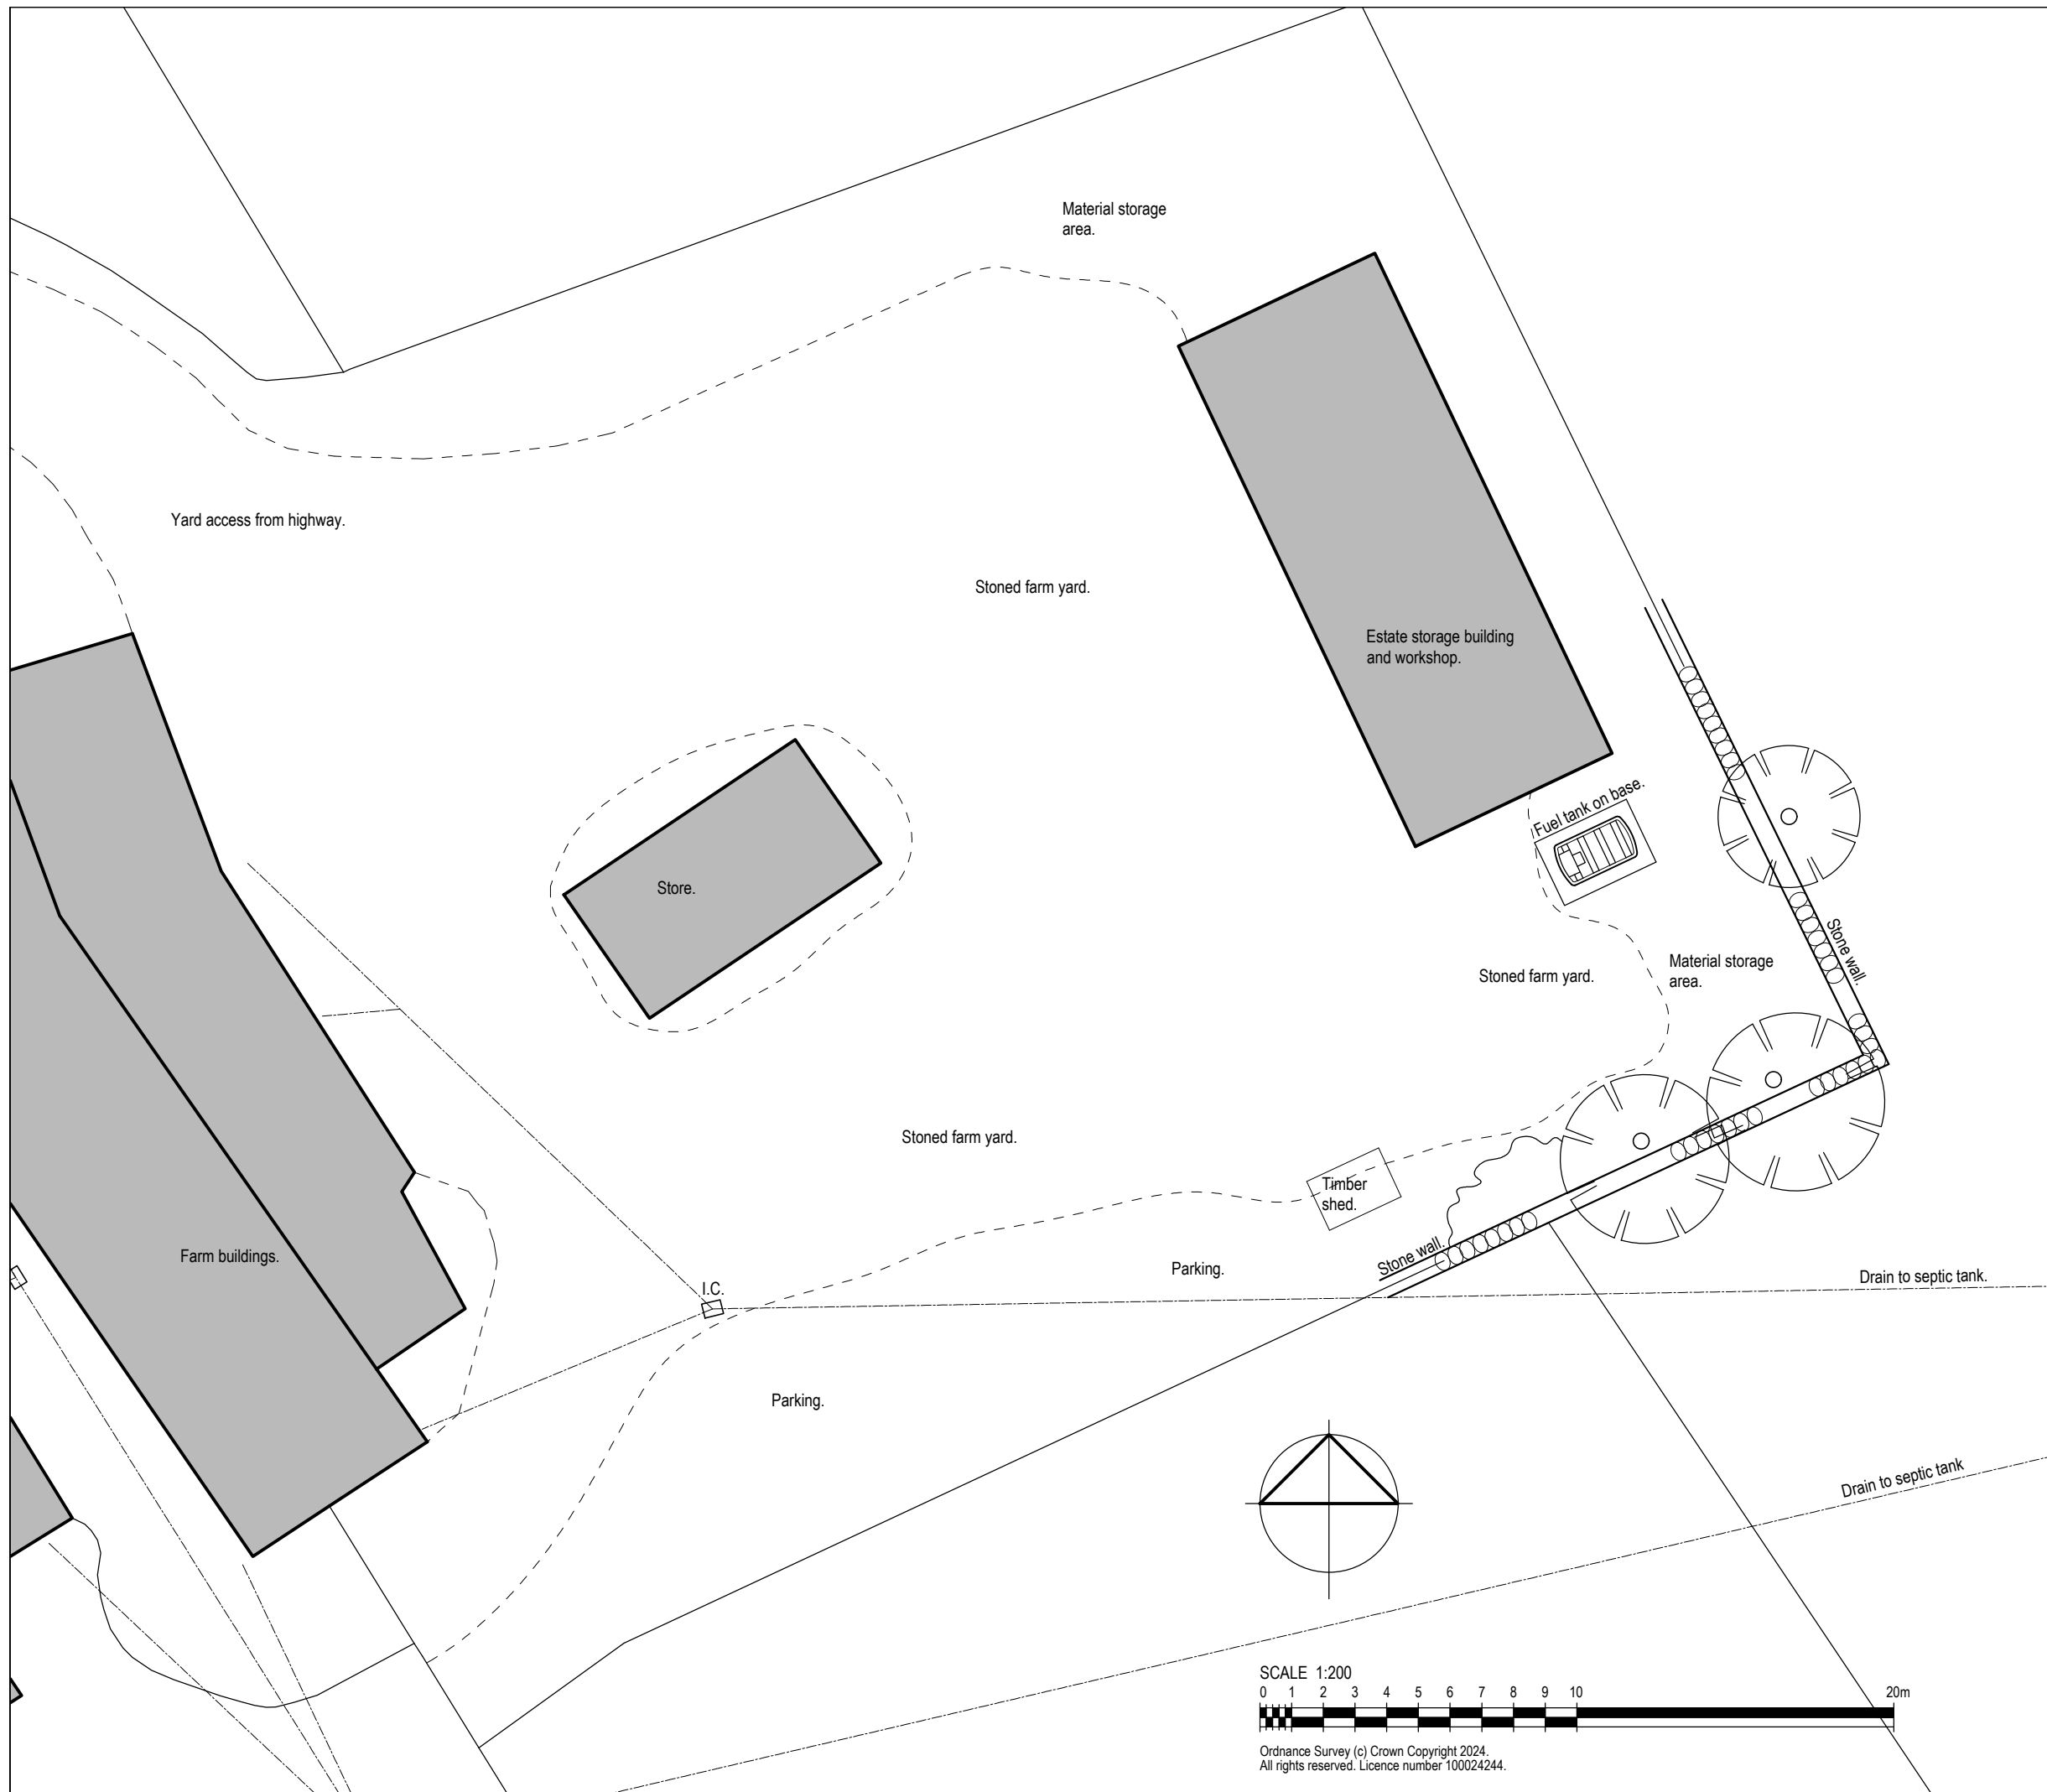 Material storage
area.
Yard access from highway.
Stoned farm yard.
Estate storage building
and workshop.
Fuel tank on base.
Store.
Stone wall.
Stoned farm yard.
Material storage
area.
Stoned farm yard.
Timber
shed.
Farm buildings.
Stone wall.
Parking.
Drain to septic tank.
I.C.
Parking.
Drain to septic tank
SCALE 1:200
0 1 2 3 4 5 6 7 8 9 10 20m
Ordnance Survey (c) Crown Copyright 2024.
All rights reserved. Licence number 100024244.